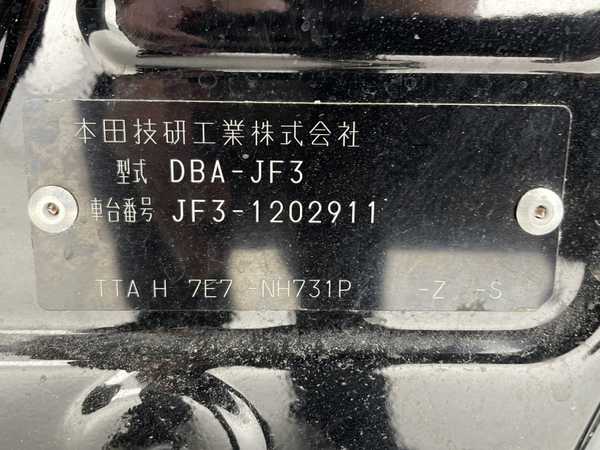 本田技研工業株式会社
型式 DBA-JF3
車台番号 JF3-1202911
TTA H 7E7 -NH731P -Z -S